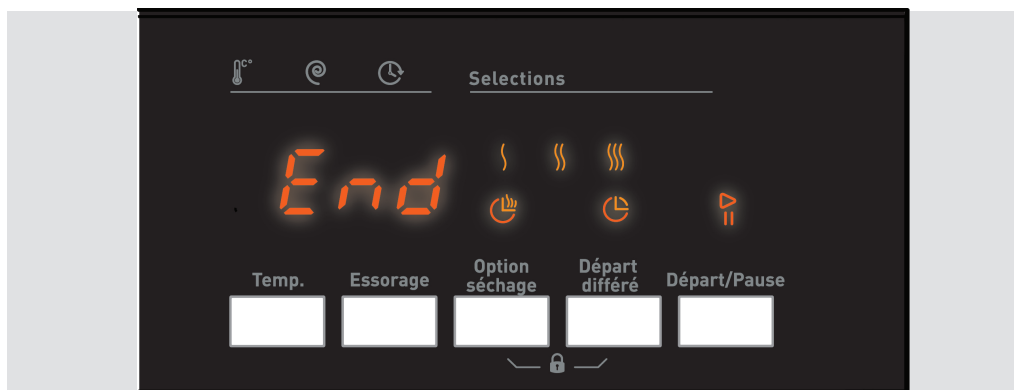 C°
Selections
End
Temp.
Essorage
Option
séchage
Départ
différé
Départ/Pause